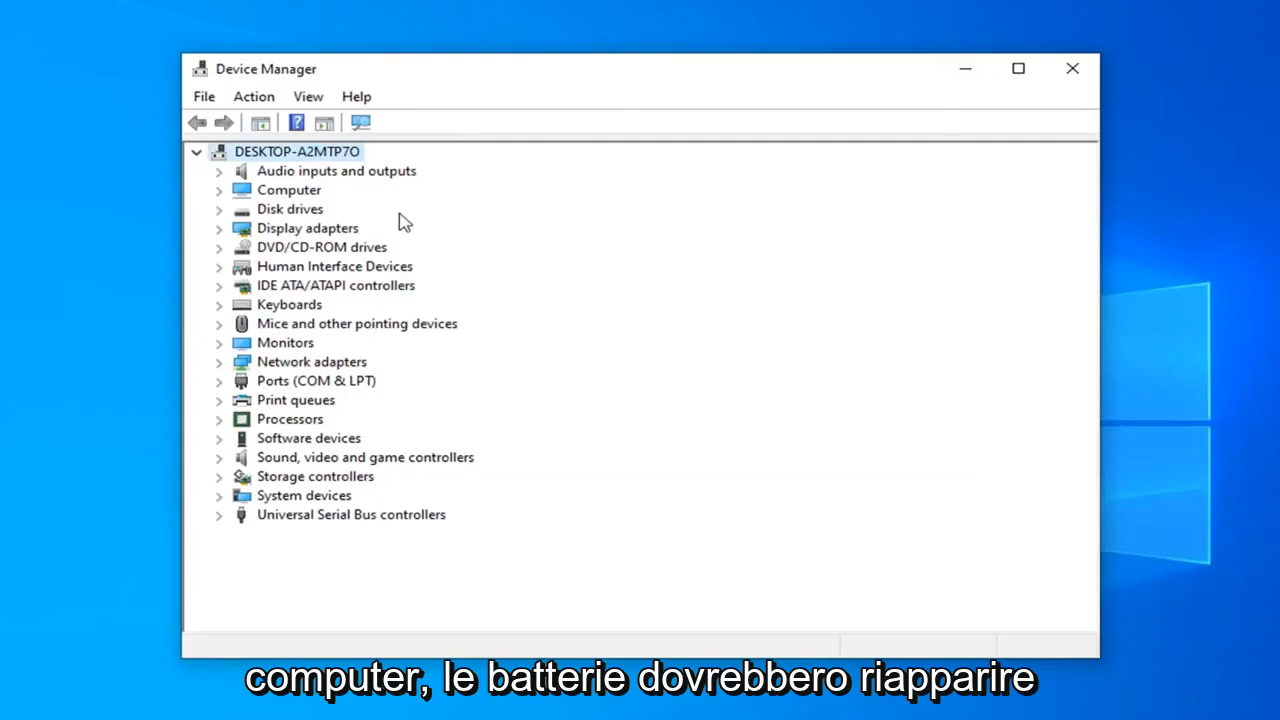 Device Manager
File Action View Help
DESKTOP-A2MTP7O
Audio inputs and outputs
Computer
Disk drives
Display adapters
DVD/CD-ROM drives
Human Interface Devices
IDE ATA/ATAPI controllers
Keyboards
Mice and other pointing devices
Monitors
Network adapters
Ports (COM & LPT)
Print queues
Processors
Software devices
Sound, video and game controllers
Storage controllers
System devices
Universal Serial Bus controllers
computer, le batterie dovrebbero riapparire